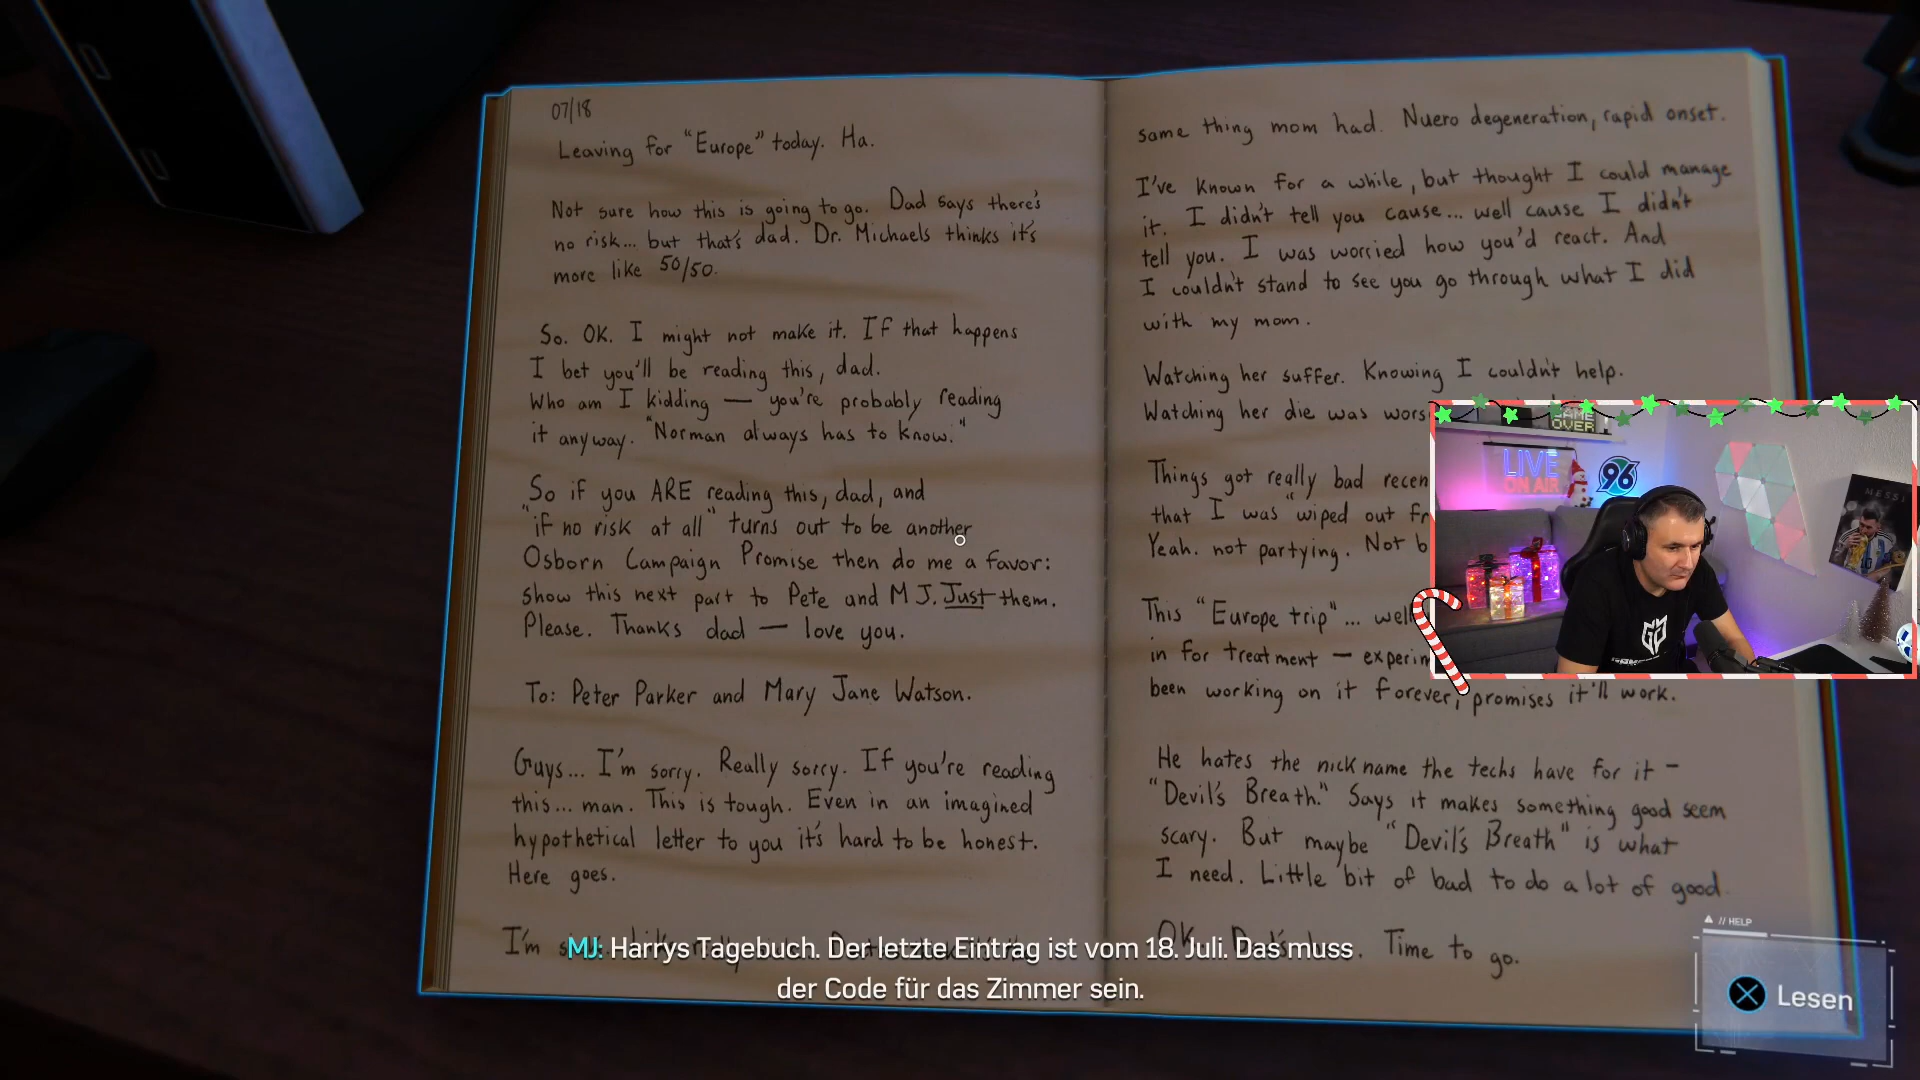 07/18
Leaving for "Europe" today. Ha.
Not sure how this is going to go. Dad says there's
no risk... but that's dad. Dr. Michaels thinks it's
more like 50/50.
So. OK. I might not make it. If that happens
I bet you'll be reading this, dad.
Who am I kidding — you're probably reading
it anyway. "Norman always has to know."
So if you ARE reading this, dad, and
"if no risk at all" turns out to be another
Osborn Campaign Promise then do me a favor:
show this next part to Pete and MJ. Just them.
Please. Thanks dad — love you.
To: Peter Parker and Mary Jane Watson.
Guys... I'm sorry. Really sorry. If you're reading
this... man. This is tough. Even in an imagined
hypothetical letter to you it's hard to be honest.
Here goes.
I'm
same thing mom had. Nuero degeneration, rapid onset.
I've known for a while, but thought I could manage
it. I didn't tell you cause... well cause I didn't
tell you. I was worried how you'd react. And
I couldn't stand to see you go through what I did
with my mom.
Watching her suffer. Knowing I couldn't help.
Watching her die was
Things got really bad
that I was "wiped out
Yeah. not partying. Not
This "Europe trip"...
in for treatment —
been working on it forever, promises it'll work.
He hates the nickname the techs have for it -
"Devil's Breath." Says it makes something good seem
scary. But maybe "Devil's Breath" is what
I need. Little bit of bad to do a lot of good.
OK. Time to go.
MJ: Harrys Tagebuch. Der letzte Eintrag ist vom 18. Juli. Das muss
der Code für das Zimmer sein.
GAME
OVER
LIVE
ON AIR
96
MESSI
// HELP
Lesen